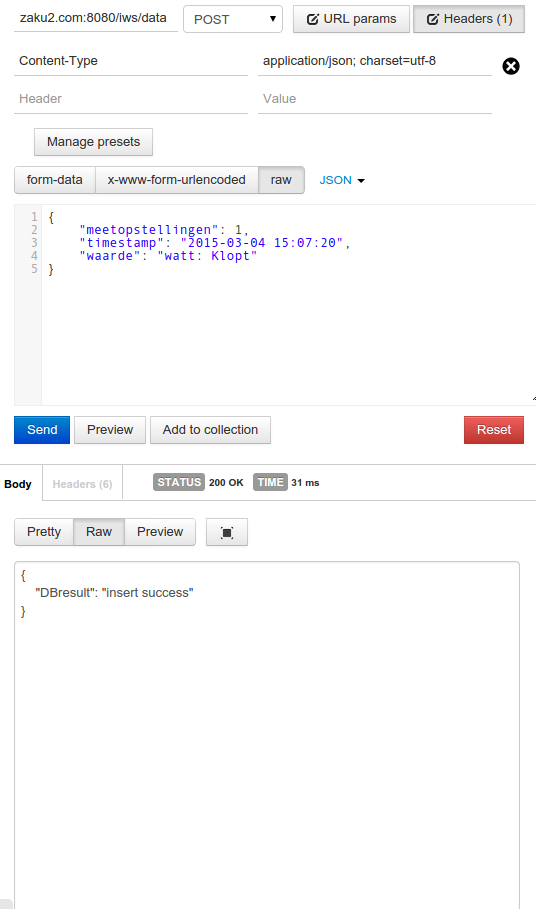 zaku2.com:8080/iws/data POST URL params Headers (1)
Content-Type application/json; charset=utf-8
Header Value
Manage presets
form-data x-www-form-urlencoded raw JSON
1 {
2 "meetopstellingen": 1,
3 "timestamp": "2015-03-04 15:07:20",
4 "waarde": "watt: Klopt"
5 }
Send Preview Add to collection Reset
Body Headers (6) STATUS 200 OK TIME 31 ms
Pretty Raw Preview
{
"DBresult": "insert success"
}